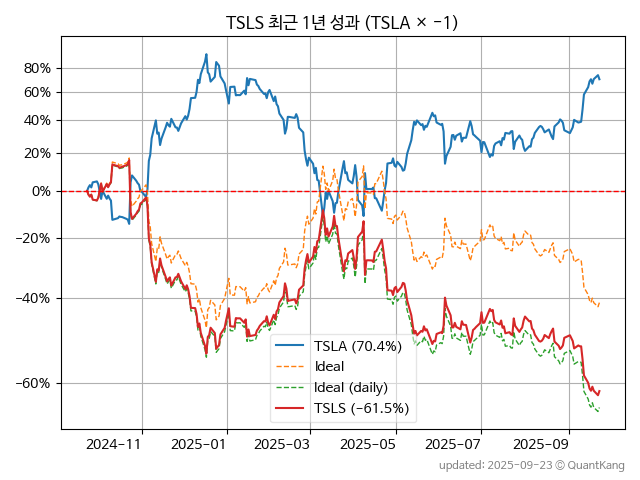 TSLS 최근 1년 성과 (TSLA × −1)
80%
60%
40%
20%
0%
−20%
−40%
−60%
TSLA (70.4%)
Ideal
Ideal (daily)
TSLS (−61.5%)
2024−11
2025−01
2025−03
2025−05
2025−07
2025−09
updated: 2025-09-23 ⓒ QuantKang